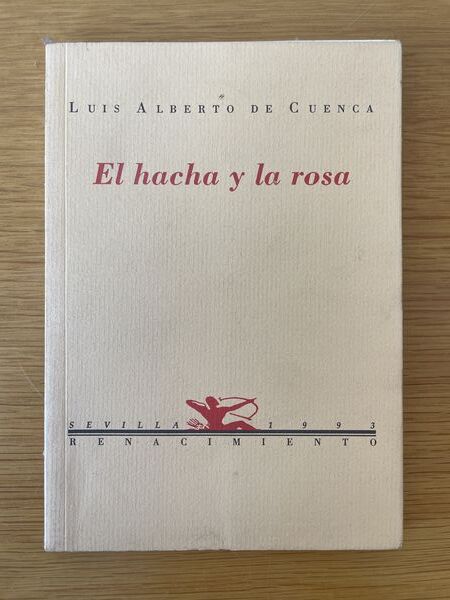 LUIS ALBERTO DE CUENCA
El hacha y la rosa
SEVILLA 1993
RENACIMIENTO